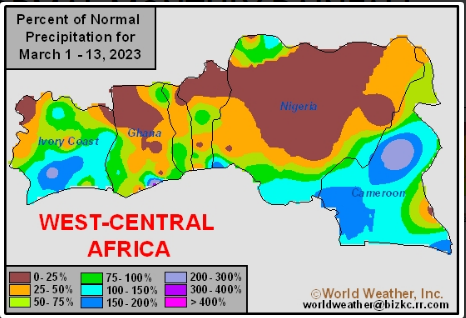 Percent of Normal
Precipitation for
March 1 - 13, 2023
Nigeria
Ghana
Ivory Coast
Cameroon
WEST-CENTRAL
AFRICA
0 - 25%
25 - 50%
50 - 75%
75 - 100%
100 - 150%
150 - 200%
200 - 300%
300 - 400%
> 400%
©World Weather, Inc.
worldweather@bizkc.rr.com